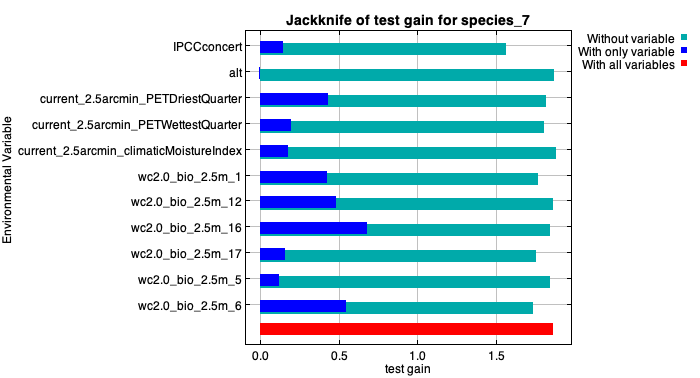 Jackknife of test gain for species_7
Without variable
With only variable
With all variables
Environmental Variable
IPCCconcert
alt
current_2.5arcmin_PETDriestQuarter
current_2.5arcmin_PETWettestQuarter
current_2.5arcmin_climaticMoistureIndex
wc2.0_bio_2.5m_1
wc2.0_bio_2.5m_12
wc2.0_bio_2.5m_16
wc2.0_bio_2.5m_17
wc2.0_bio_2.5m_5
wc2.0_bio_2.5m_6
0.0 0.5 1.0 1.5
test gain